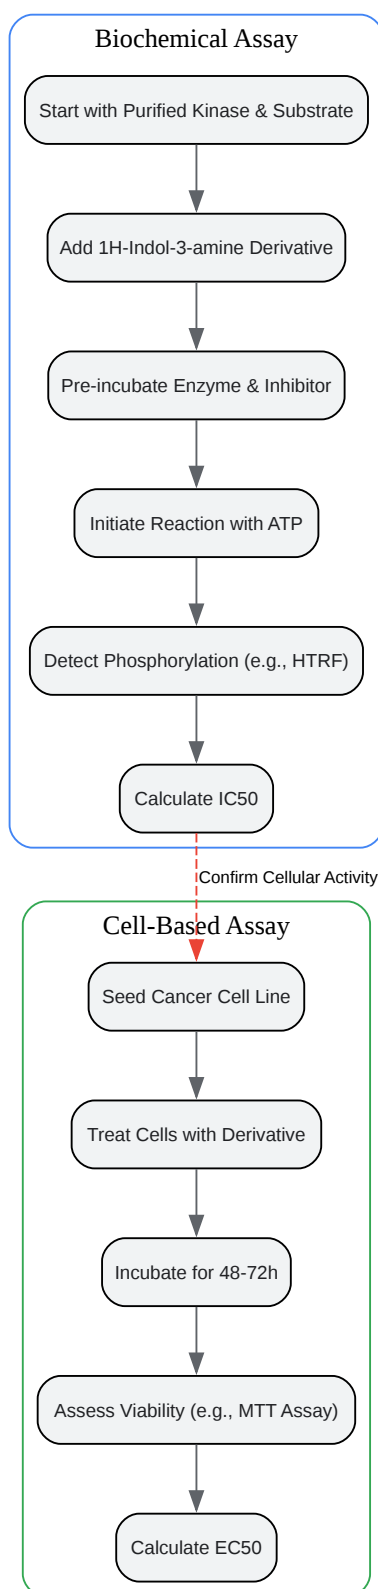 Biochemical Assay
Start with Purified Kinase & Substrate
Add 1H-Indol-3-amine Derivative
Pre-incubate Enzyme & Inhibitor
Initiate Reaction with ATP
Detect Phosphorylation (e.g., HTRF)
Calculate IC50
Confirm Cellular Activity
Cell-Based Assay
Seed Cancer Cell Line
Treat Cells with Derivative
Incubate for 48-72h
Assess Viability (e.g., MTT Assay)
Calculate EC50